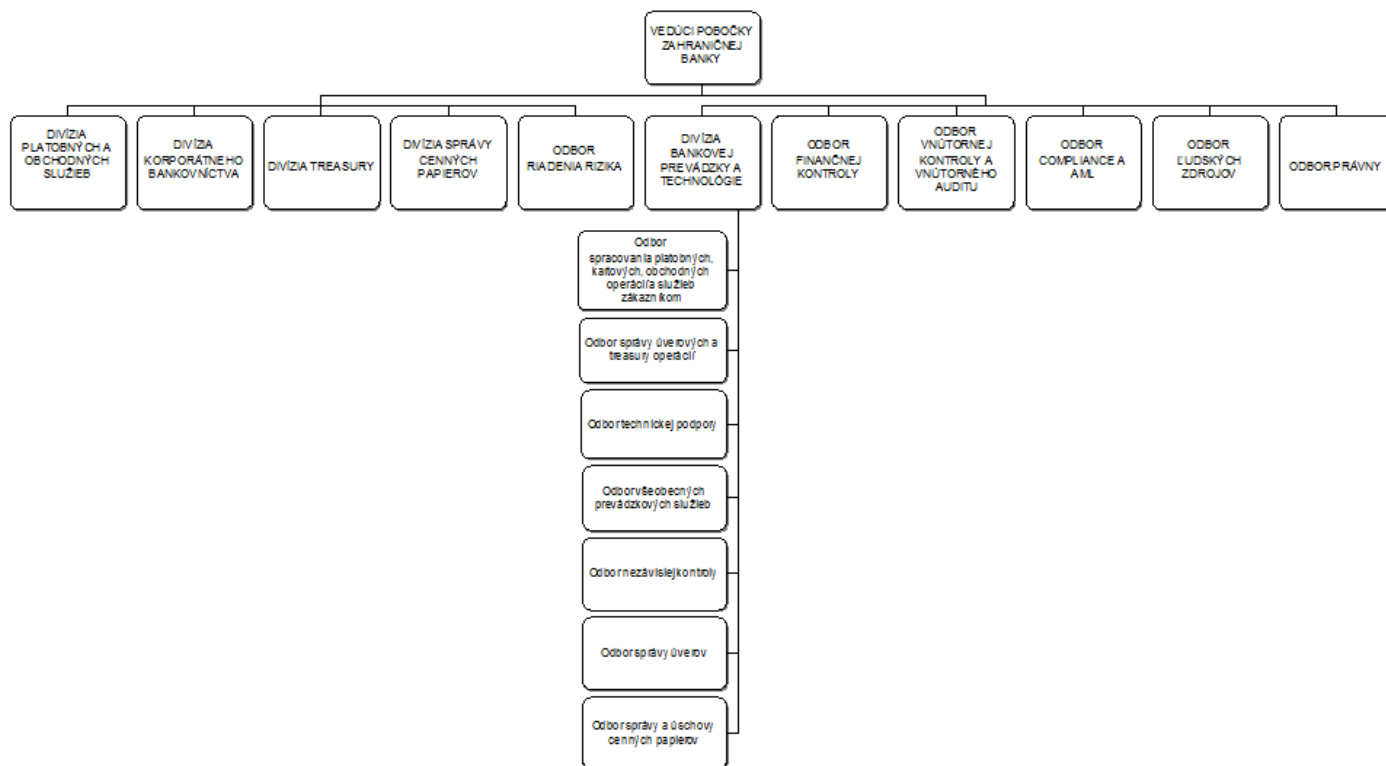 VEDÚCI POBOČKY
ZAHRANIČNEJ
BANKY
DIVÍZIA
PLATOBNÝCH A
OBCHODNÝCH
SLUŽIEB
DIVÍZIA
KORPORÁTNEHO
BANKOVNÍCTVA
DIVÍZIA TREASURY
DIVÍZIA SPRÁVY
CENNÝCH
PAPIEROV
ODBOR
RIADENIA RIZIKA
DIVÍZIA
BANKOVEJ
PREVÁDZKY A
TECHNOLÓGIE
ODBOR
FINANČNEJ
KONTROLY
ODBOR
VNÚTORNEJ
KONTROLY A
VNÚTORNÉHO
AUDITU
ODBOR
COMPLIANCE A
AML
ODBOR
ĽUDSKÝCH
ZDROJOV
ODBOR PRÁVNY
Odbor
spracovania platobných,
kartových, obchodných
operácií a služieb
zákazníkom
Odbor správy úverových a
treasury operácií
Odbor technickej podpory
Odbor všeobecných
prevádzkových služieb
Odbor nezávislej kontroly
Odbor správy úverov
Odbor správy a úschovy
cenných papierov